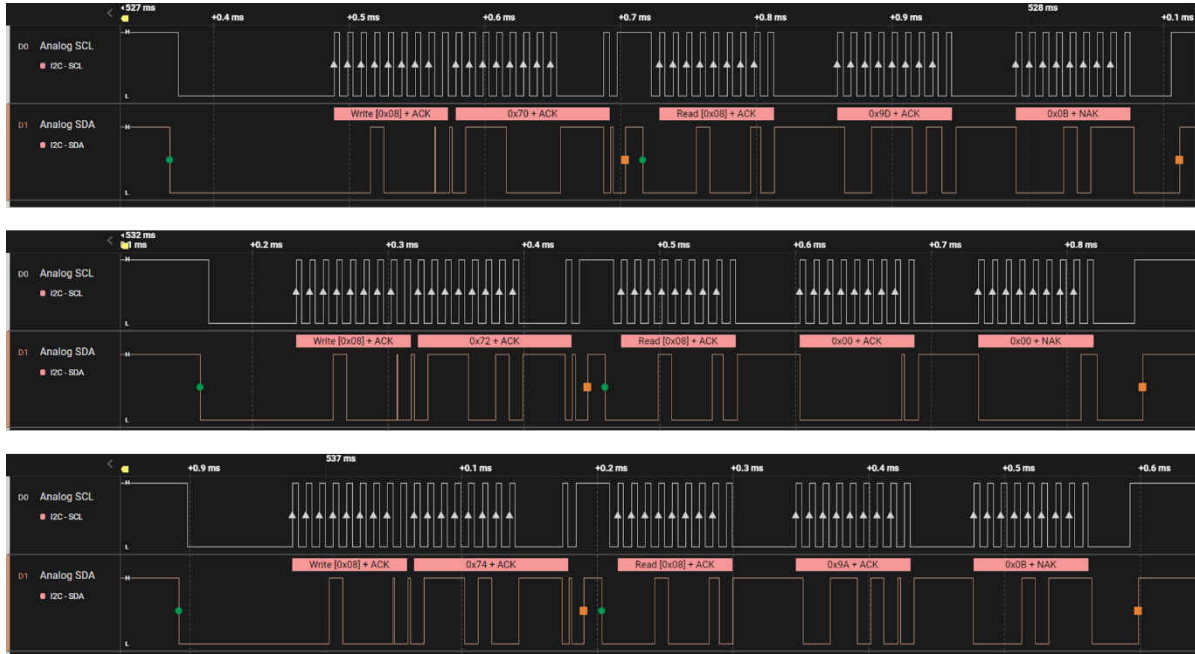 527 ms
+0.4 ms +0.5 ms +0.6 ms +0.7 ms +0.8 ms +0.9 ms 528 ms +0.1 ms
D0 Analog SCL
I2C - SCL
H
L
Write [0x08] + ACK 0x70 + ACK Read [0x08] + ACK 0x9D + ACK 0x0B + NAK
D1 Analog SDA
I2C - SDA
H
L
532 ms
+0.2 ms +0.3 ms +0.4 ms +0.5 ms +0.6 ms +0.7 ms +0.8 ms
D0 Analog SCL
I2C - SCL
H
L
Write [0x08] + ACK 0x72 + ACK Read [0x08] + ACK 0x00 + ACK 0x00 + NAK
D1 Analog SDA
I2C - SDA
H
L
537 ms
+0.9 ms +0.1 ms +0.2 ms +0.3 ms +0.4 ms +0.5 ms +0.6 ms
D0 Analog SCL
I2C - SCL
H
L
Write [0x08] + ACK 0x74 + ACK Read [0x08] + ACK 0x9A + ACK 0x0B + NAK
D1 Analog SDA
I2C - SDA
H
L